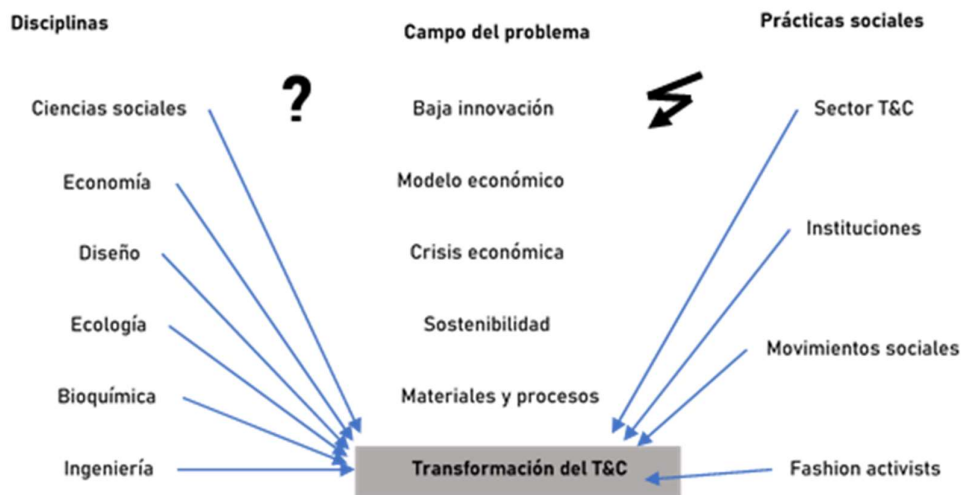 Disciplinas
Campo del problema
Prácticas sociales
Ciencias sociales
?
Baja innovación
Sector T&C
Economía
Modelo económico
Diseño
Crisis económica
Instituciones
Ecología
Sostenibilidad
Movimientos sociales
Bioquímica
Materiales y procesos
Ingeniería
Transformación del T&C
Fashion activists